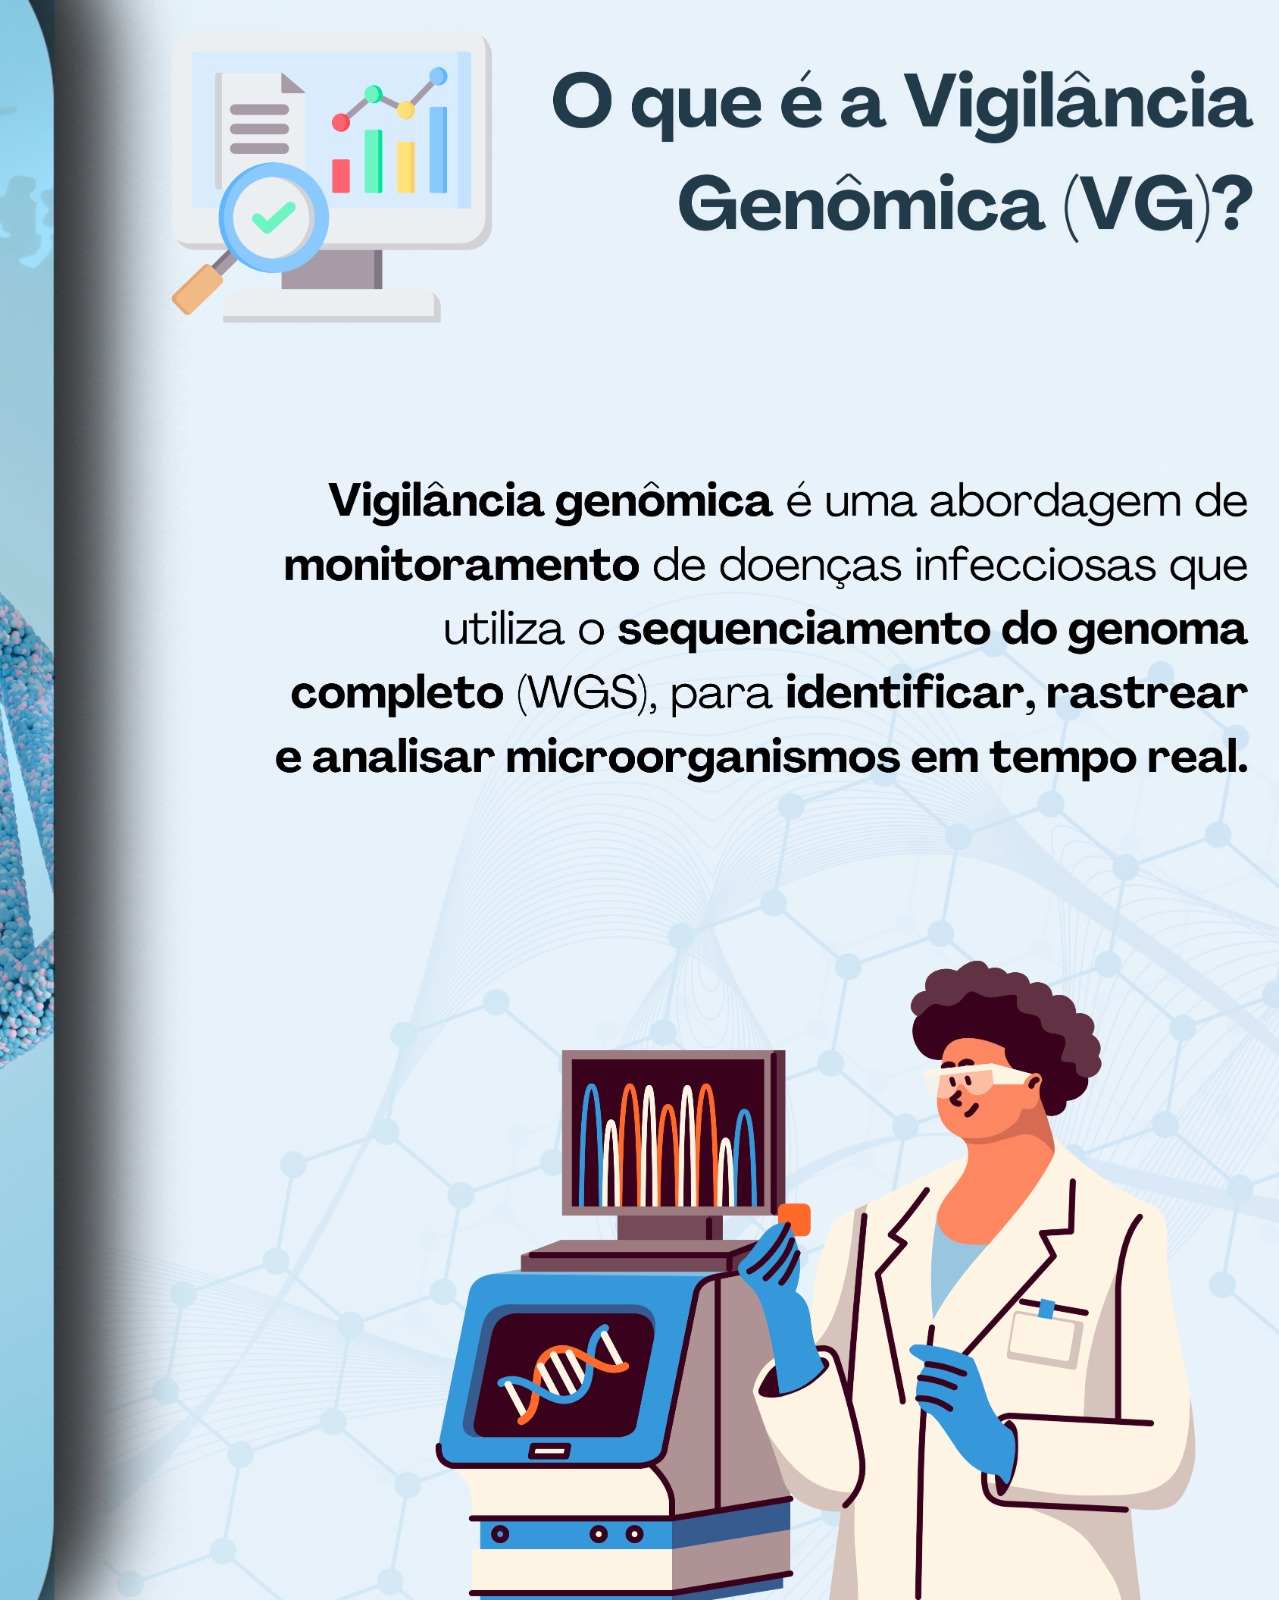 O que é a Vigilância
Genômica (VG)?
Vigilância genômica é uma abordagem de
monitoramento de doenças infecciosas que
utiliza o sequenciamento do genoma
completo (WGS), para identificar, rastrear
e analisar microorganismos em tempo real.